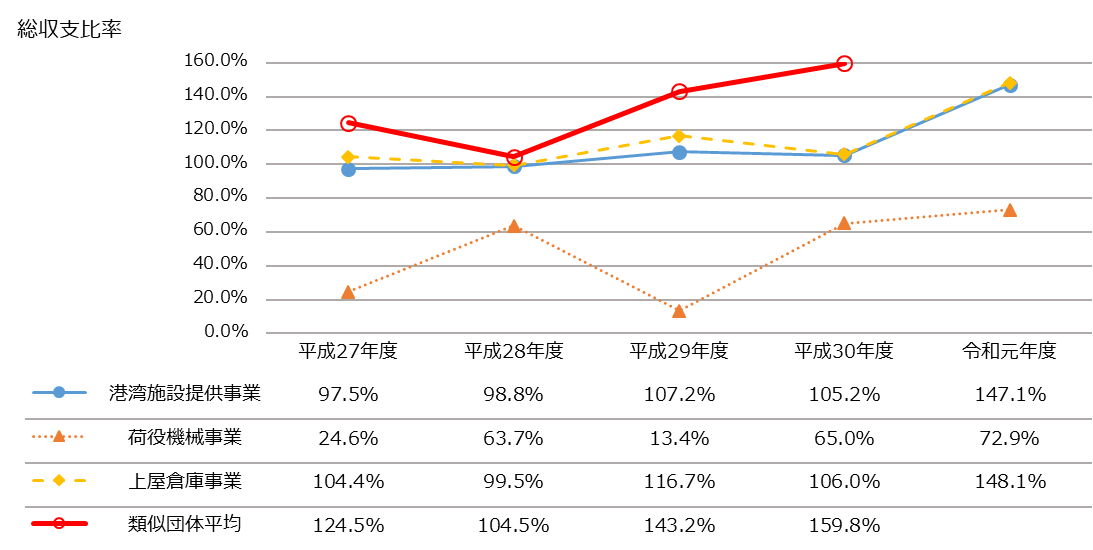 総収支比率
160.0%
140.0%
120.0%
100.0%
80.0%
60.0%
40.0%
20.0%
0.0%
平成27年度 平成28年度 平成29年度 平成30年度 令和元年度
港湾施設提供事業 97.5% 98.8% 107.2% 105.2% 147.1%
荷役機械事業 24.6% 63.7% 13.4% 65.0% 72.9%
上屋倉庫事業 104.4% 99.5% 116.7% 106.0% 148.1%
類似団体平均 124.5% 104.5% 143.2% 159.8%